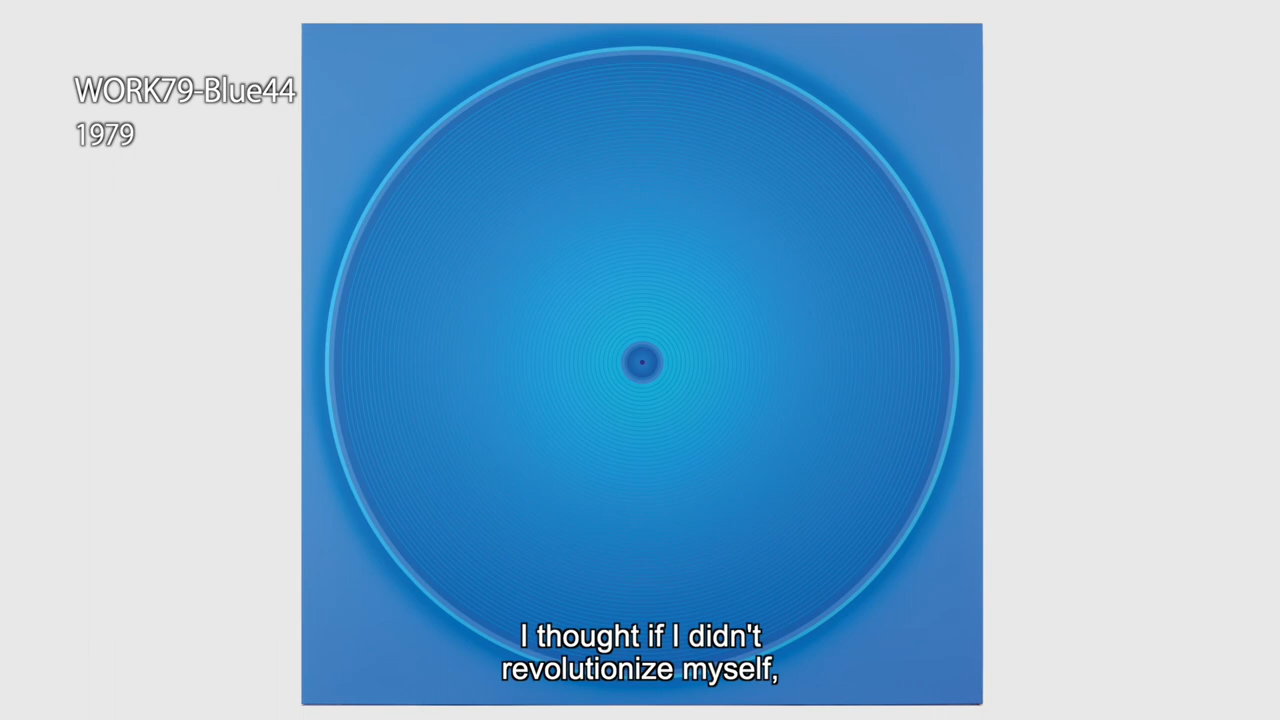 WORK79-Blue44
1979
I thought if I didn't
revolutionize myself,